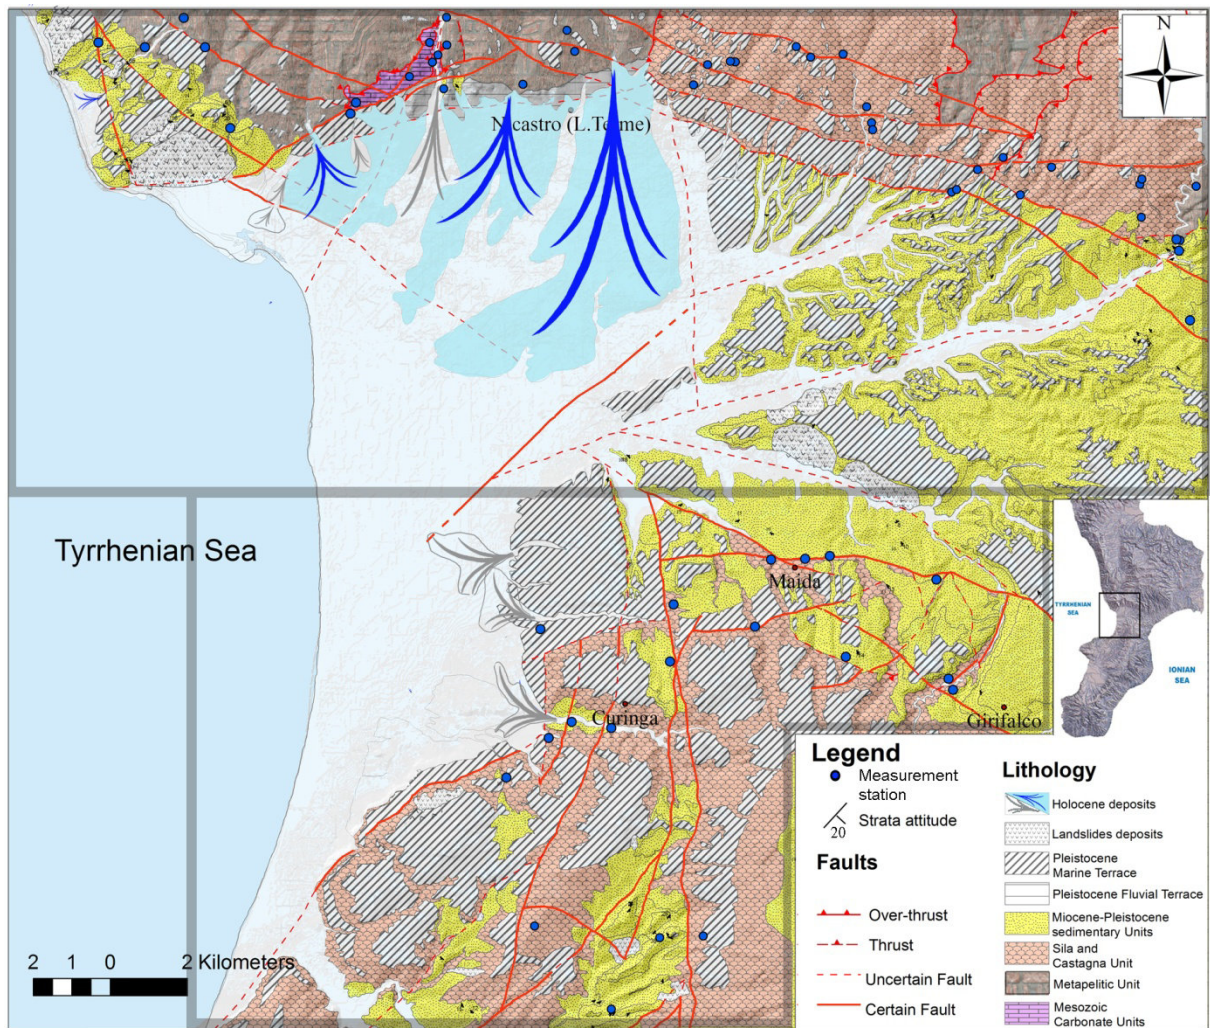 N
Nicastro (L.Terme)
Tyrrhenian Sea
Maida
Curinga
Girifalco
TYRRHENIAN
SEA
IONIAN
SEA
Legend
Measurement
station
20
Strata attitude
Faults
Over-thrust
Thrust
Uncertain Fault
Certain Fault
Lithology
Holocene deposits
Landslides deposits
Pleistocene
Marine Terrace
Pleistocene Fluvial Terrace
Miocene-Pleistocene
sedimentary Units
Sila and
Castagna Unit
Metapelitic Unit
Mesozoic
Carbonate Units
2 1 0 2 Kilometers